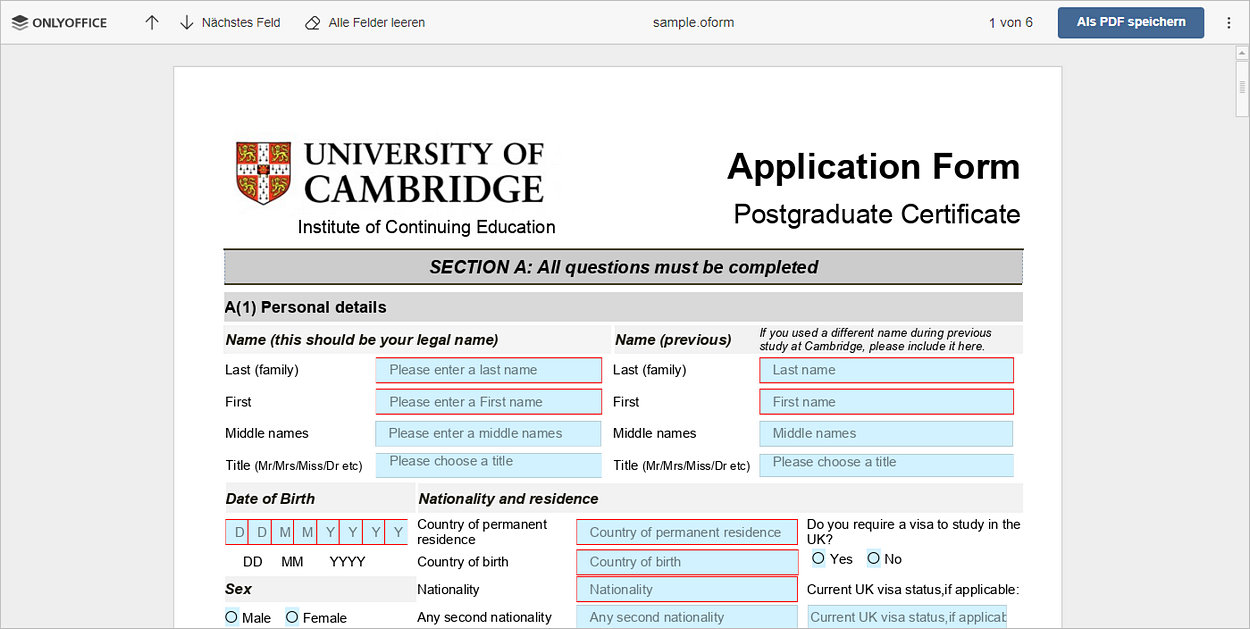 ONLYOFFICE
Nächstes Feld
Alle Felder leeren
sample.oform
1 von 6
Als PDF speichern
UNIVERSITY OF
CAMBRIDGE
Institute of Continuing Education
Application Form
Postgraduate Certificate
SECTION A: All questions must be completed
A(1) Personal details
Name (this should be your legal name)
Name (previous)
If you used a different name during previous
study at Cambridge, please include it here.
Last (family)
Please enter a last name
Last (family)
Last name
First
Please enter a First name
First
First name
Middle names
Please enter a middle names
Middle names
Middle names
Title (Mr/Mrs/Miss/Dr etc)
Please choose a title
Title (Mr/Mrs/Miss/Dr etc)
Please choose a title
Date of Birth
Nationality and residence
D D M M Y Y Y Y
Country of permanent
residence
Country of permanent residence
Do you require a visa to study in the
UK?
DD MM YYYY
Country of birth
Country of birth
Yes No
Sex
Nationality
Nationality
Current UK visa status,if applicable:
Male Female
Any second nationality
Any second nationality
Current UK visa status,if applicab